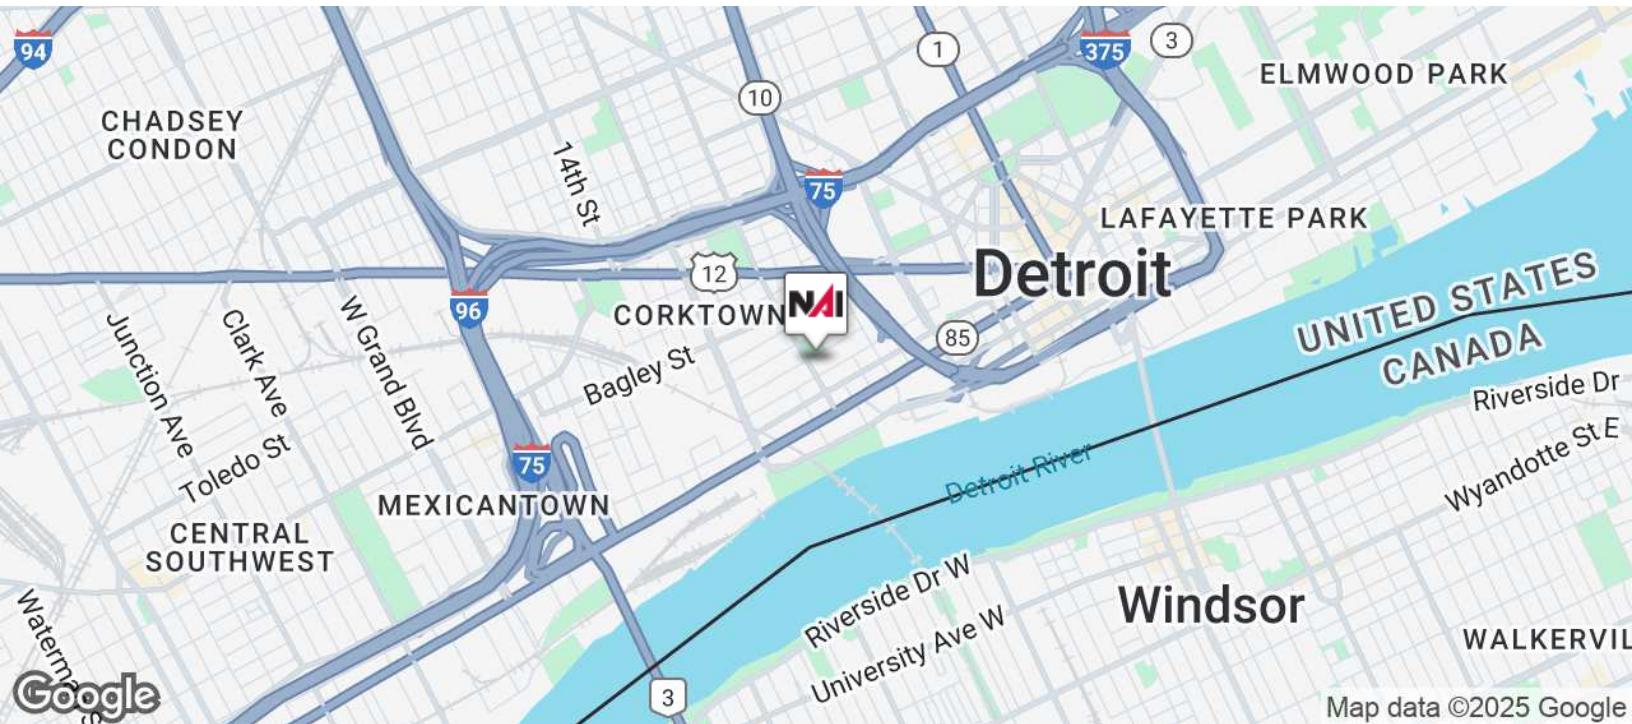 94
CHADSEY
CONDON
14th St
10
1
375
3
ELMWOOD PARK
75
LAFAYETTE PARK
Detroit
12
CORKTOWN
NAI
96
85
UNITED STATES
CANADA
Junction Ave
Clark Ave
W Grand Blvd
Bagley St
Toledo St
Riverside Dr
Wyandotte St E
75
MEXICANTOWN
Detroit River
CENTRAL
SOUTHWEST
Riverside Dr W
University Ave W
Windsor
WALKERVIL
Waterman S
3
Google
Map data ©2025 Google